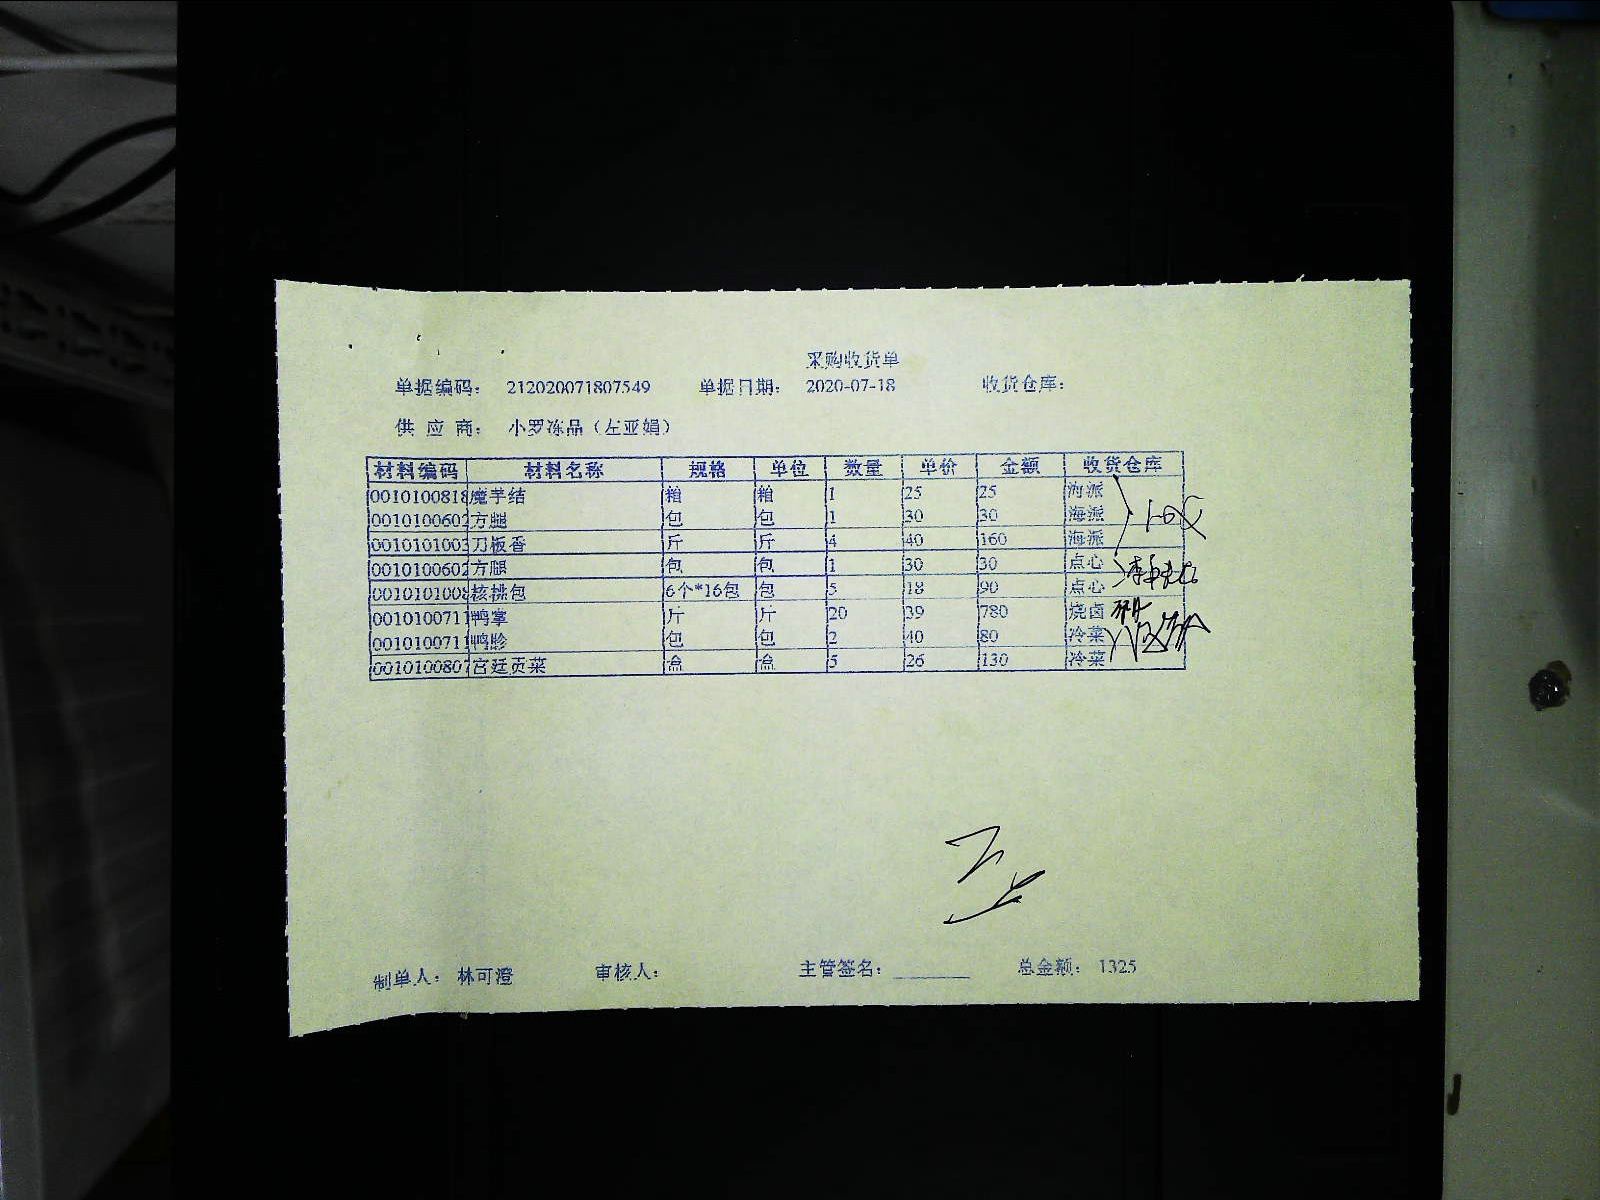 采购收货单
单据编码： 212020071807549 单据日期： 2020-07-18 收货仓库：
供 应 商： 小罗冻品（左亚娟）
材料编码 材料名称 规格 单位 数量 单价 金额 收货仓库
0010100818 魔芋结 箱 箱 1 25 25 海派
0010100602 方腿 包 包 1 30 30 海派
0010101003 刀板香 斤 斤 4 40 160 海派
0010100602 方腿 包 包 1 30 30 点心
0010101008 核桃包 6个*16包 包 5 18 90 点心
0010100711 鸭掌 斤 斤 20 39 780 烧卤
0010100711 鸭胗 包 包 2 40 80 冷菜
0010100807 宫廷贡菜 盒 盒 5 26 130 冷菜
制单人： 林可澄 审核人： 主管签名： 总金额： 1325